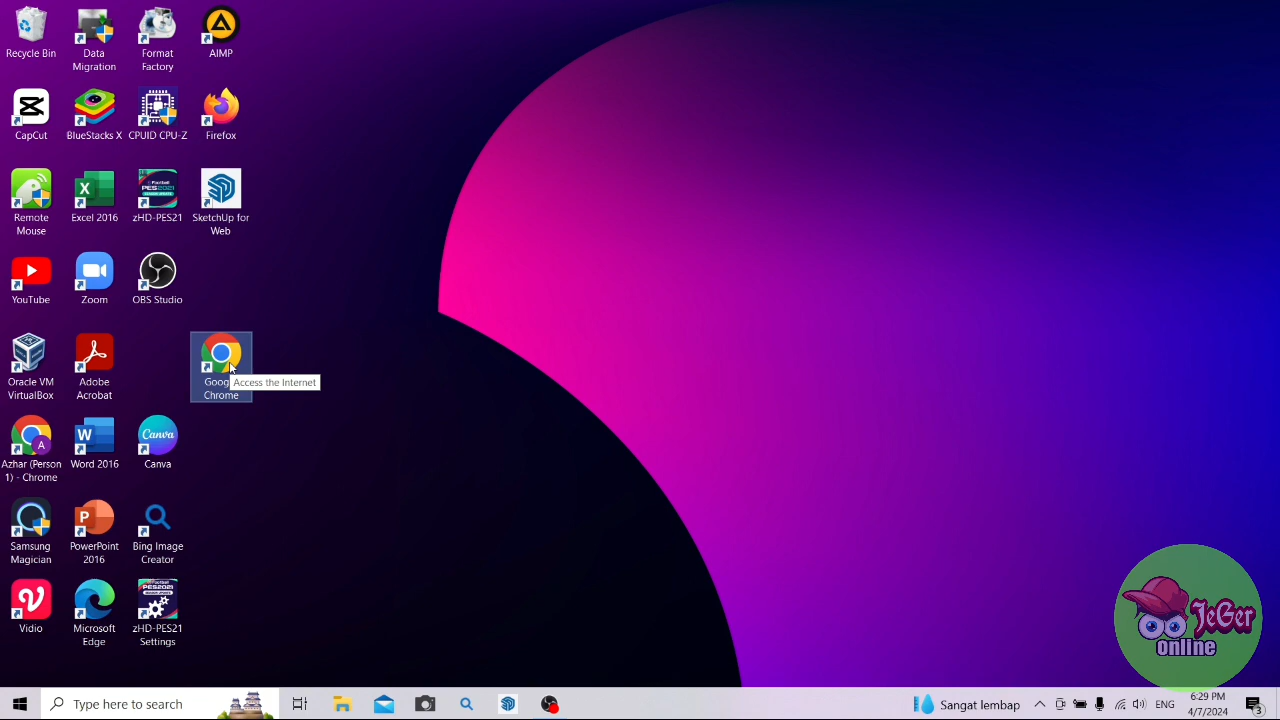 Recycle Bin
Data
Migration
Format
Factory
AIMP
CapCut
BlueStacks X
CPUID CPU-Z
Firefox
Remote
Mouse
Excel 2016
zHD-PES21
SketchUp for
Web
YouTube
Zoom
OBS Studio
Oracle VM
VirtualBox
Adobe
Acrobat
Goog
Chrome
Access the Internet
Azhar (Person
1) - Chrome
Word 2016
Canva
Samsung
Magician
PowerPoint
2016
Bing Image
Creator
Vidio
Microsoft
Edge
zHD-PES21
Settings
JeGer
online
Type here to search
Sangat lembap
ENG
6:29 PM
4/7/2024
3